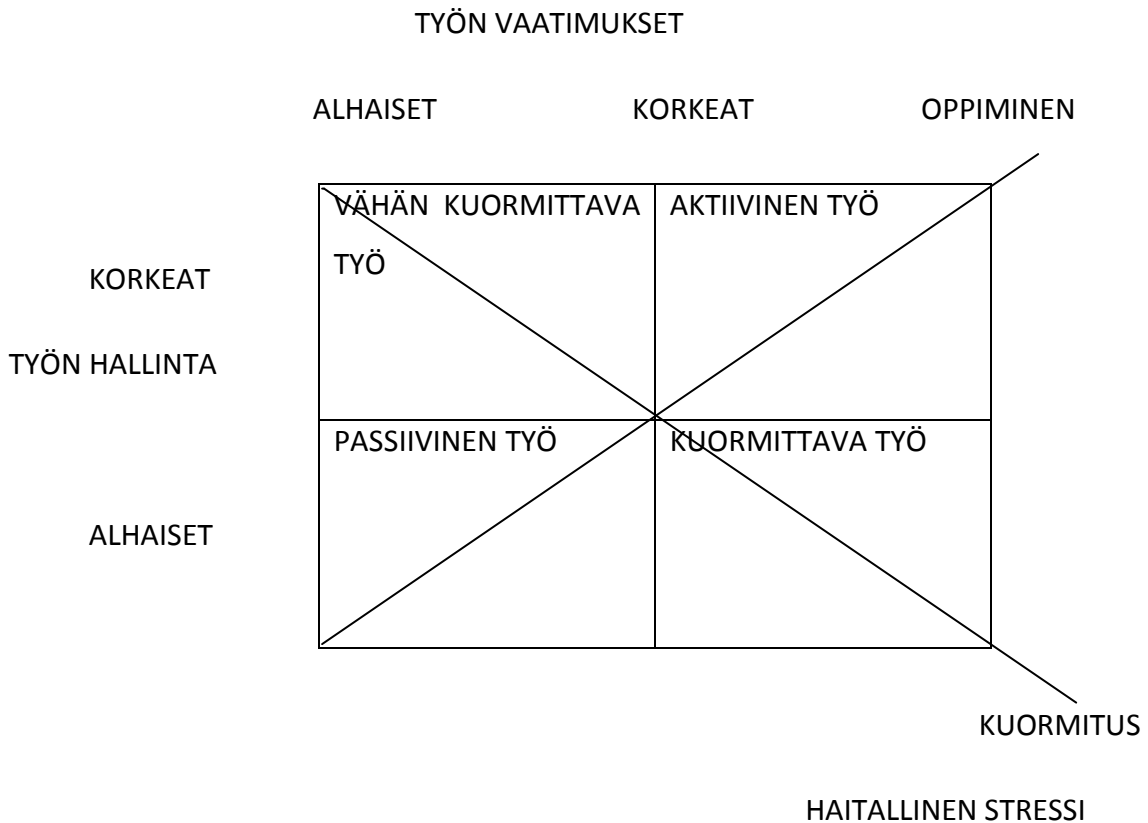 TYÖN VAATIMUKSET
ALHAISET KORKEAT OPPIMINEN
VÄHÄN KUORMITTAVA AKTIIVINEN TYÖ
TYÖ
KORKEAT
TYÖN HALLINTA
PASSIIVINEN TYÖ KUORMITTAVA TYÖ
ALHAISET
KUORMITUS
HAITALLINEN STRESSI